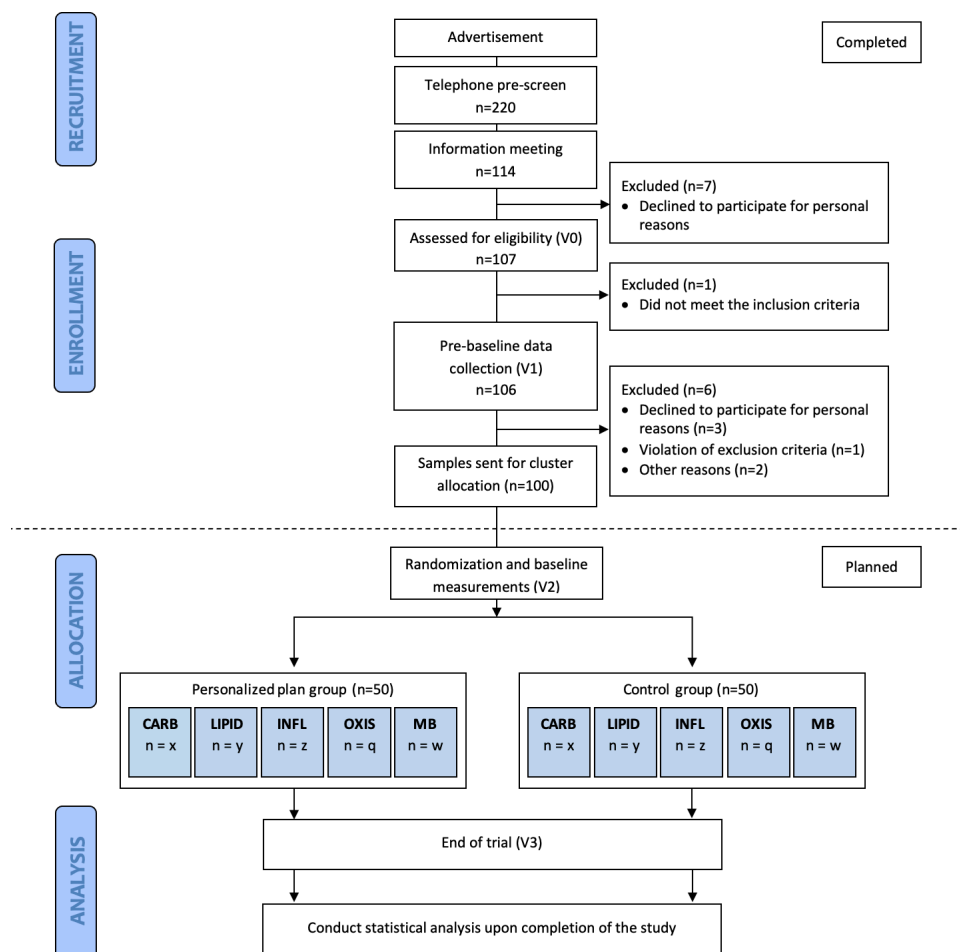 RECRUITMENT
Advertisement
Completed
Telephone pre-screen
n=220
Information meeting
n=114
Excluded (n=7)
• Declined to participate for personal
reasons
ENROLLMENT
Assessed for eligibility (V0)
n=107
Excluded (n=1)
• Did not meet the inclusion criteria
Pre-baseline data
collection (V1)
n=106
Excluded (n=6)
• Declined to participate for personal
reasons (n=3)
• Violation of exclusion criteria (n=1)
• Other reasons (n=2)
Samples sent for cluster
allocation (n=100)
ALLOCATION
Randomization and baseline
measurements (V2)
Planned
Personalized plan group (n=50)
CARB LIPID INFL OXIS MB
n = x n = y n = z n = q n = w
Control group (n=50)
CARB LIPID INFL OXIS MB
n = x n = y n = z n = q n = w
ANALYSIS
End of trial (V3)
Conduct statistical analysis upon completion of the study